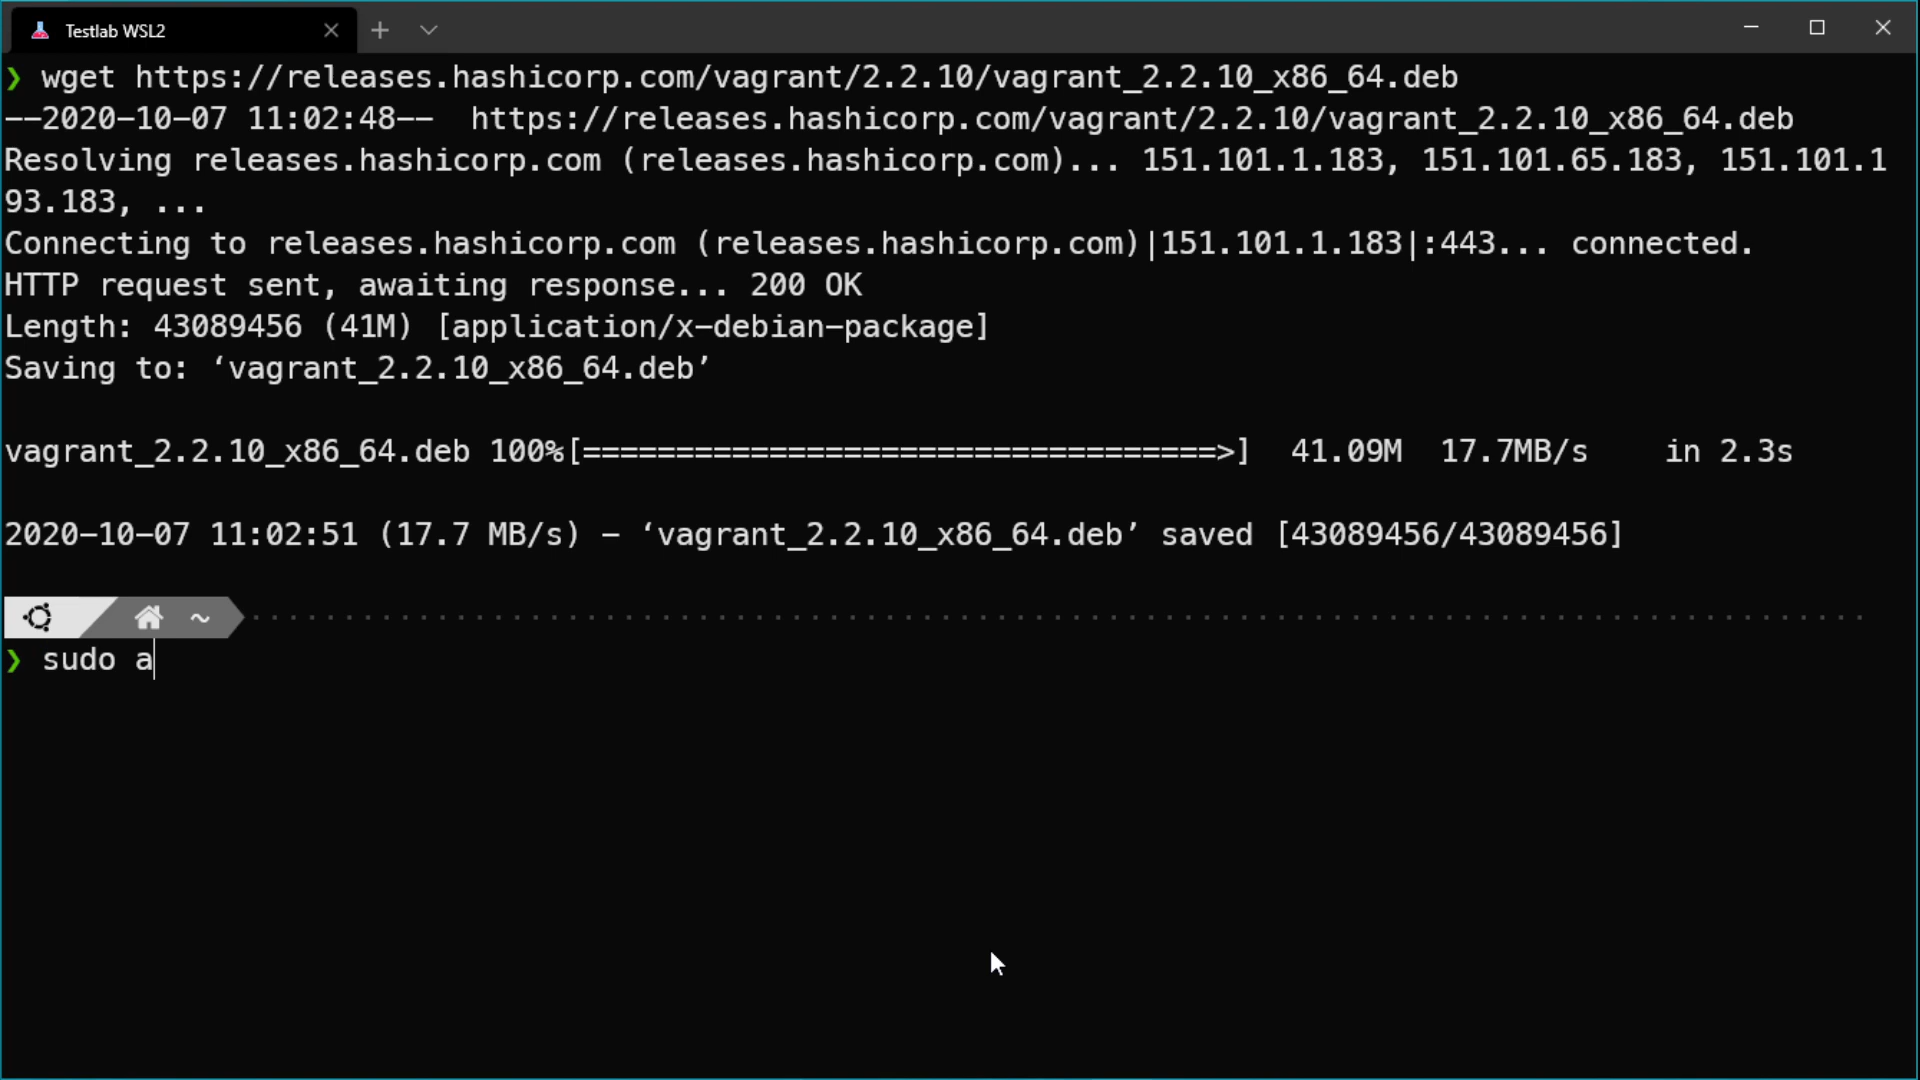 Testlab WSL2
❯ wget https://releases.hashicorp.com/vagrant/2.2.10/vagrant_2.2.10_x86_64.deb
--2020-10-07 11:02:48--  https://releases.hashicorp.com/vagrant/2.2.10/vagrant_2.2.10_x86_64.deb
Resolving releases.hashicorp.com (releases.hashicorp.com)... 151.101.1.183, 151.101.65.183, 151.101.1
93.183, ...
Connecting to releases.hashicorp.com (releases.hashicorp.com)|151.101.1.183|:443... connected.
HTTP request sent, awaiting response... 200 OK
Length: 43089456 (41M) [application/x-debian-package]
Saving to: ‘vagrant_2.2.10_x86_64.deb’
vagrant_2.2.10_x86_64.deb 100%[==================================>]  41.09M  17.7MB/s    in 2.3s
2020-10-07 11:02:51 (17.7 MB/s) - ‘vagrant_2.2.10_x86_64.deb’ saved [43089456/43089456]
~
❯ sudo a